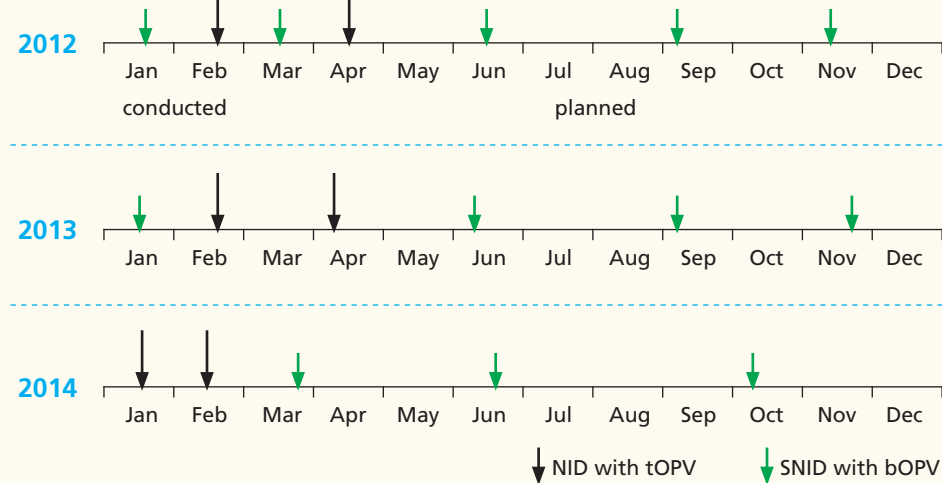 2012
Jan Feb Mar Apr May Jun Jul Aug Sep Oct Nov Dec
conducted planned
2013
Jan Feb Mar Apr May Jun Jul Aug Sep Oct Nov Dec
2014
Jan Feb Mar Apr May Jun Jul Aug Sep Oct Nov Dec
NID with tOPV SNID with bOPV